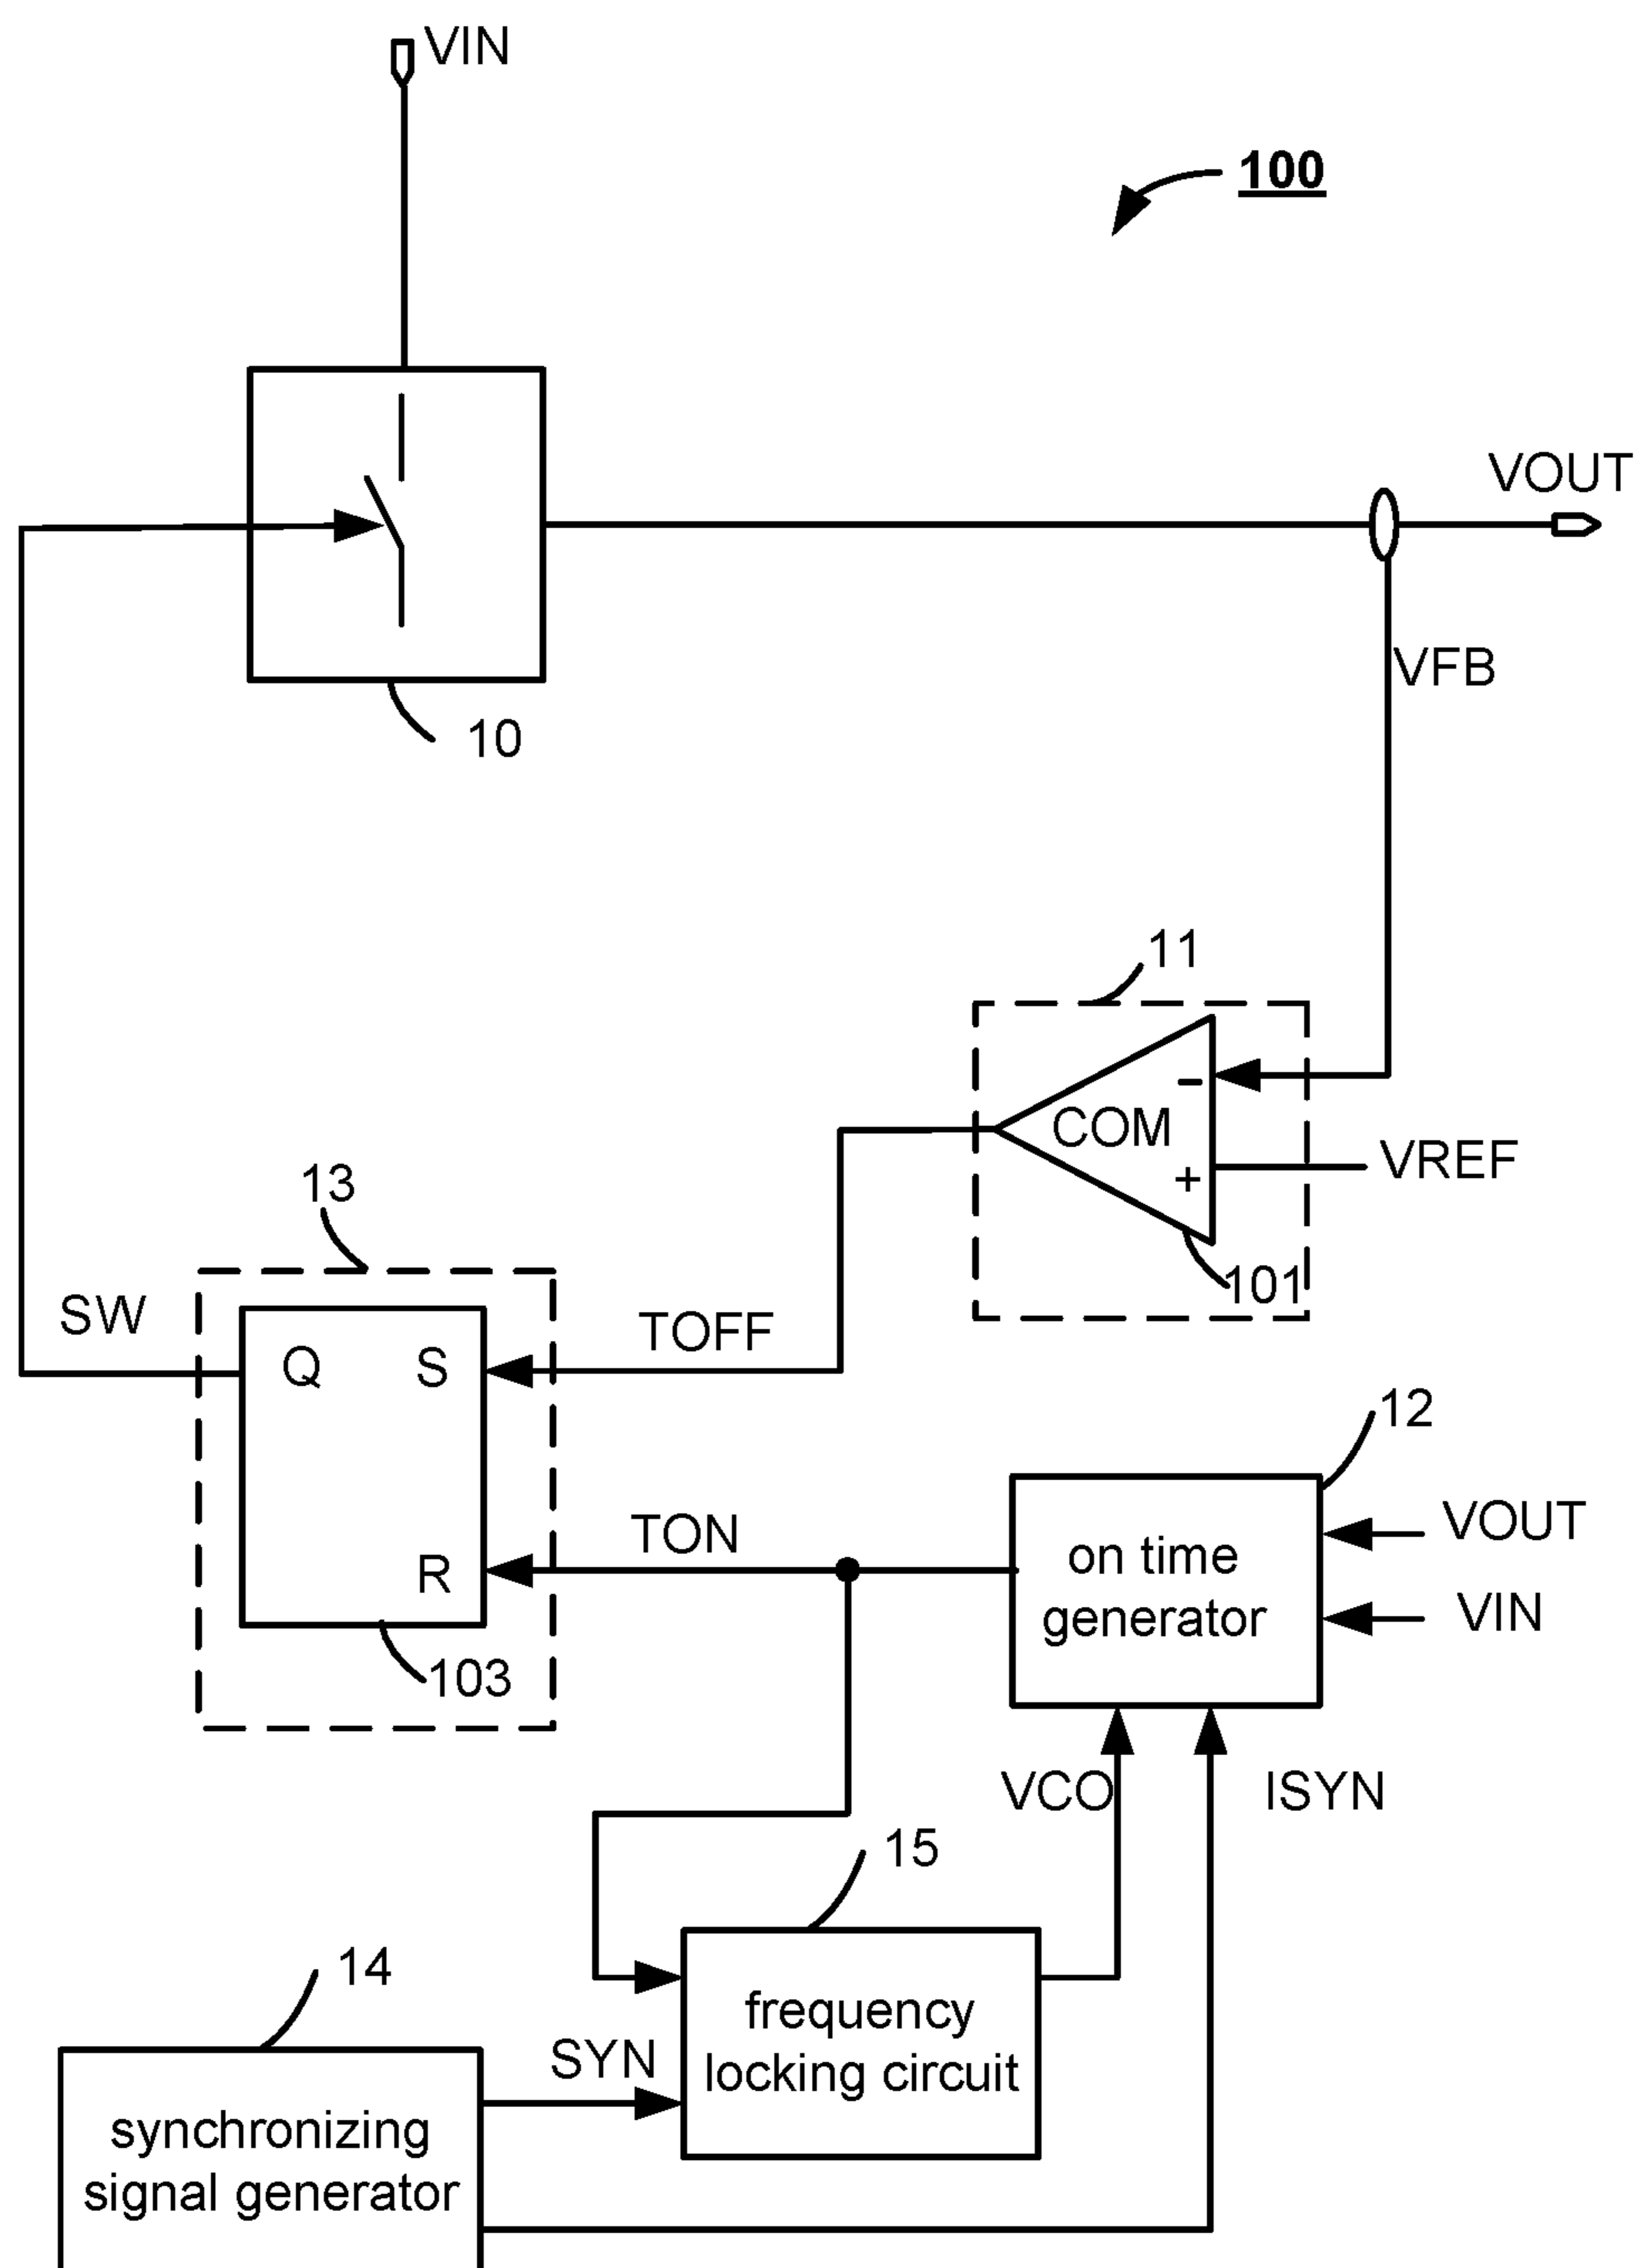 VIN
100
VOUT
VFB
10
11
-
COM
+
VREF
101
13
SW
Q
S
TOFF
12
R
TON
on time
generator
VOUT
VIN
103
VCO
ISYN
15
14
frequency
locking circuit
SYN
synchronizing
signal generator